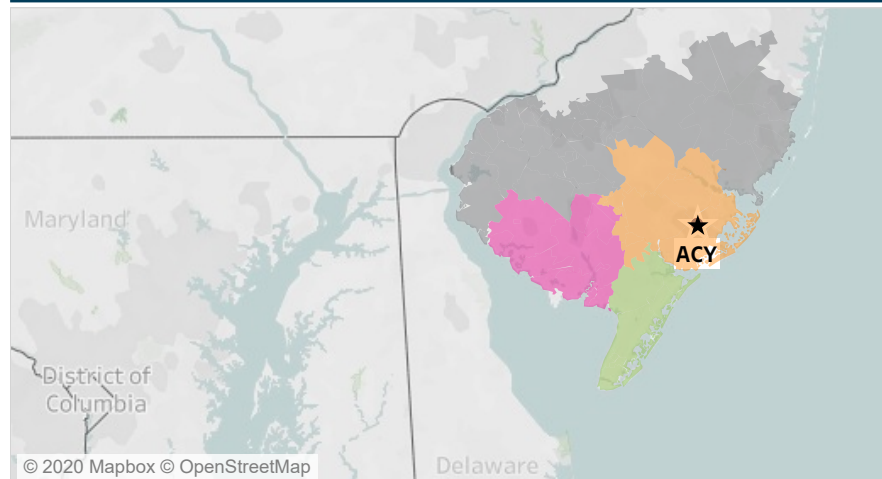 Maryland
ACY
District of
Columbia
Delaware
© 2020 Mapbox © OpenStreetMap